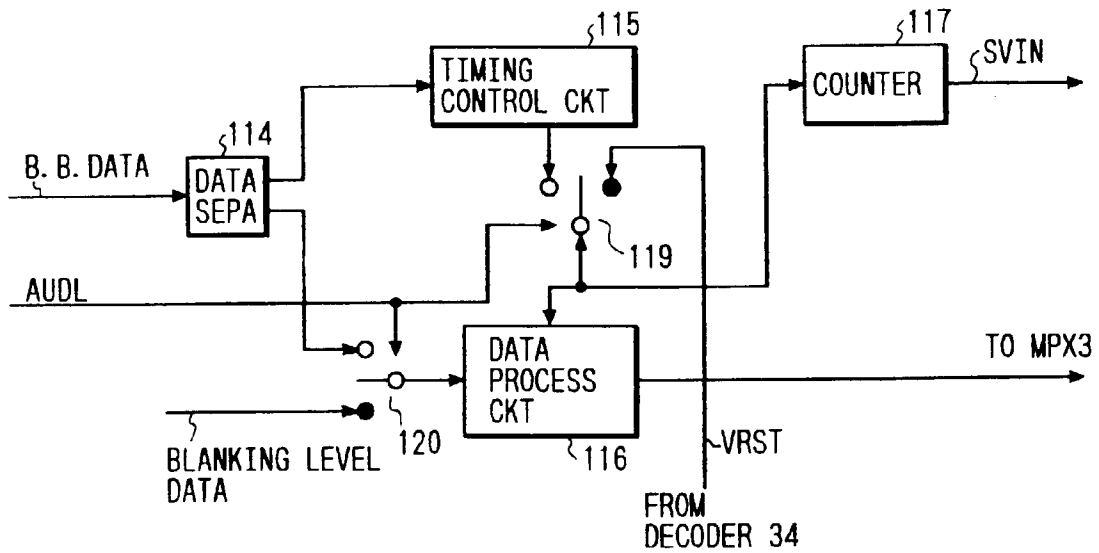 115
TIMING
CONTROL CKT
117
COUNTER
SVIN
114
B.B.DATA
DATA
SEPA
119
AUDL
DATA
PROCESS
CKT
TO MPX3
120
116
BLANKING LEVEL
DATA
VRST
FROM
DECODER 34